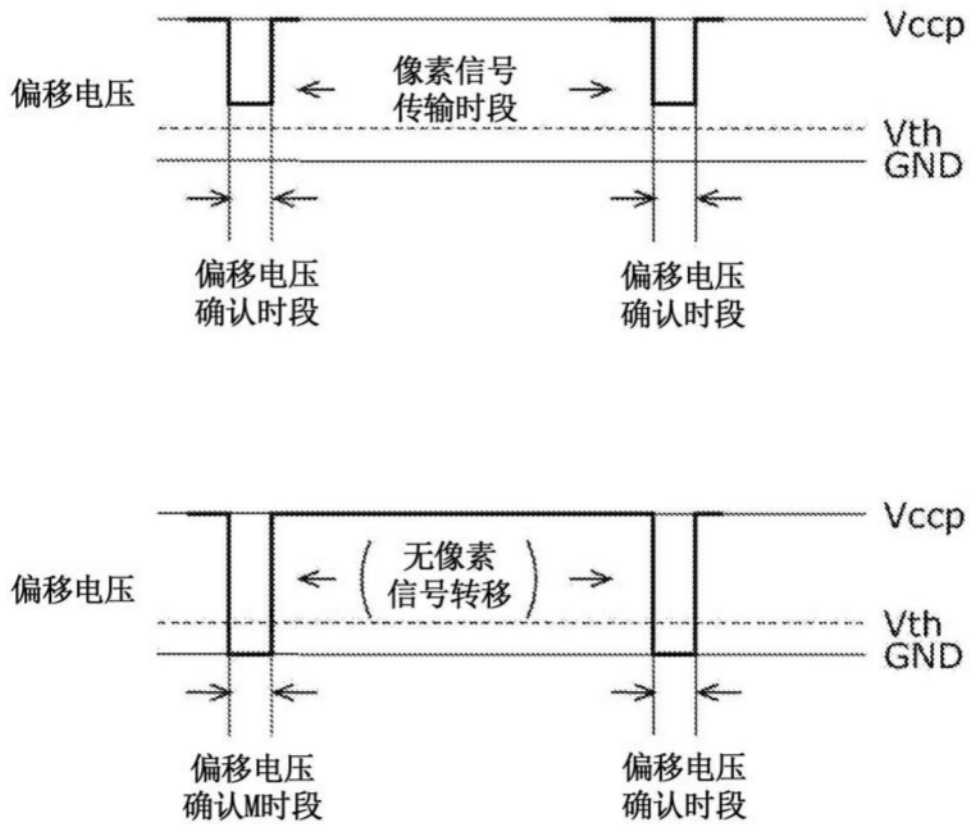 Vccp
像素信号
传输时段
偏移电压
Vth
GND
偏移电压
确认时段
偏移电压
确认时段
Vccp
无像素
信号转移
偏移电压
Vth
GND
偏移电压
确认M时段
偏移电压
确认时段